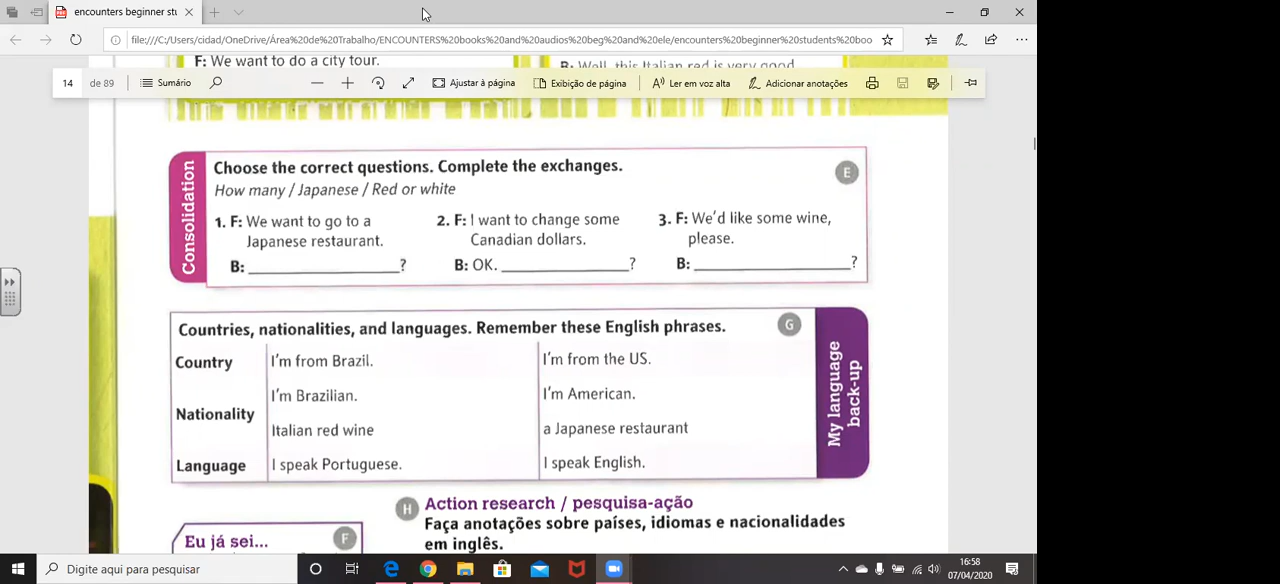 encounters beginner stu
file:///C:/Users/cidad/OneDrive/Área%20de%20Trabalho/ENCOUNTERS%20books%20and%20audios%20beg%20and%20ele/encounters%20beginner%20students%20boo
F: We want to do a city tour.
B: Well, this Italian red is very good
14 de 89 Sumário Ajustar à página Exibição de página Ler em voz alta Adicionar anotações
Consolidation
Choose the correct questions. Complete the exchanges. E
How many / Japanese / Red or white
1. F: We want to go to a
Japanese restaurant.
B: ____________________?
2. F: I want to change some
Canadian dollars.
B: OK. ________________?
3. F: We'd like some wine,
please.
B: ____________________?
Countries, nationalities, and languages. Remember these English phrases. G
Country I'm from Brazil. I'm from the US.
Nationality I'm Brazilian. I'm American.
Italian red wine a Japanese restaurant
Language I speak Portuguese. I speak English.
My language
back-up
H Action research / pesquisa-ação
Faça anotações sobre países, idiomas e nacionalidades
em inglês.
Eu já sei... F
Digite aqui para pesquisar
16:58
07/04/2020